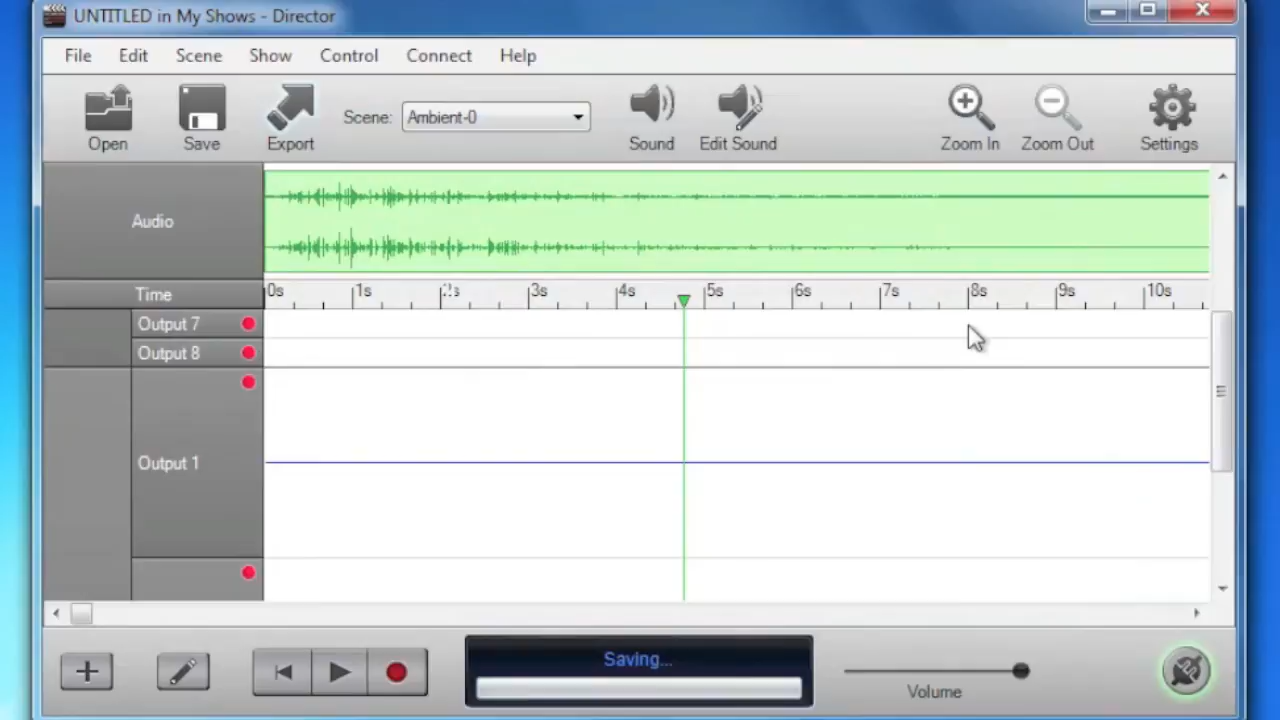 UNTITLED in My Shows - Director
File Edit Scene Show Control Connect Help
Scene: Ambient-0
Open Save Export Sound Edit Sound Zoom In Zoom Out Settings
Audio
Time 0s 1s 2s 3s 4s 5s 6s 7s 8s 9s 10s
Output 7
Output 8
Output 1
Saving...
Volume